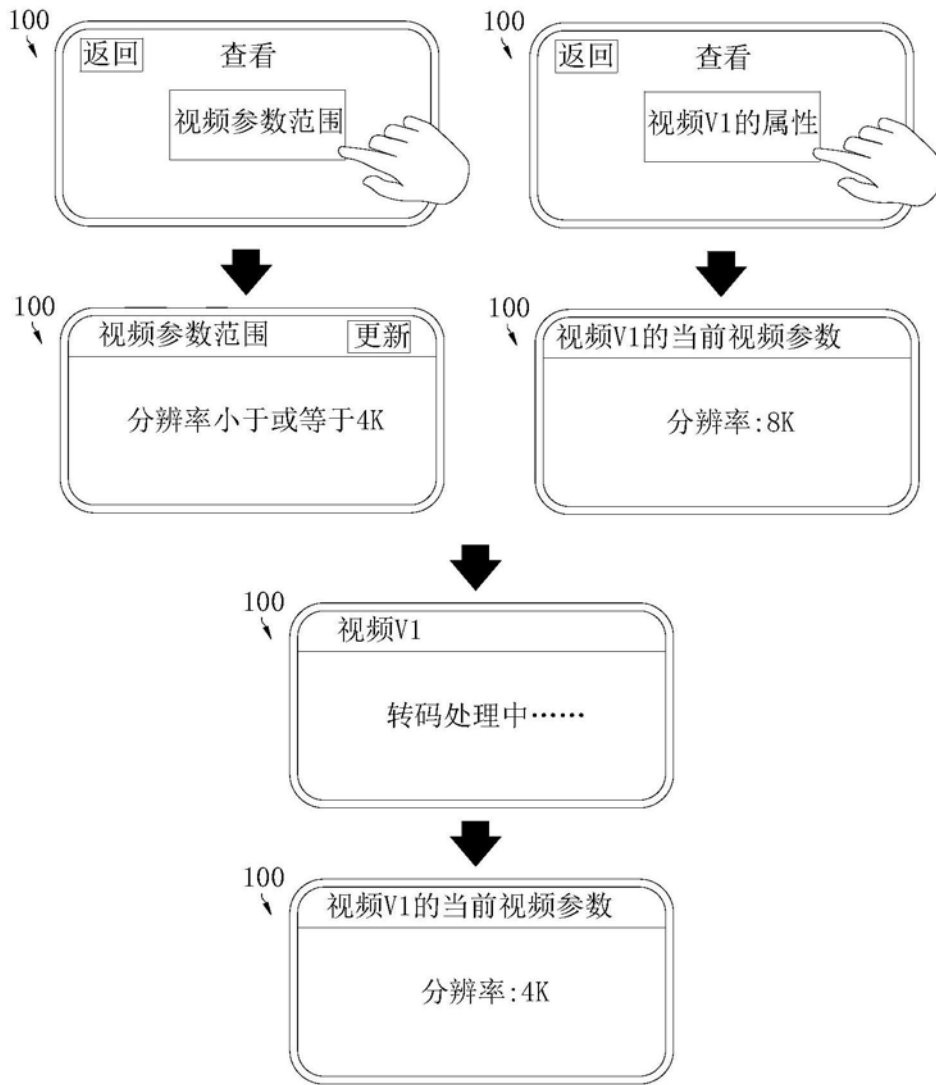 100
返回 查看
视频参数范围
100
返回 查看
视频V1的属性
100
视频参数范围 更新
分辨率小于或等于4K
100
视频V1的当前视频参数
分辨率:8K
100
视频V1
转码处理中……
100
视频V1的当前视频参数
分辨率:4K